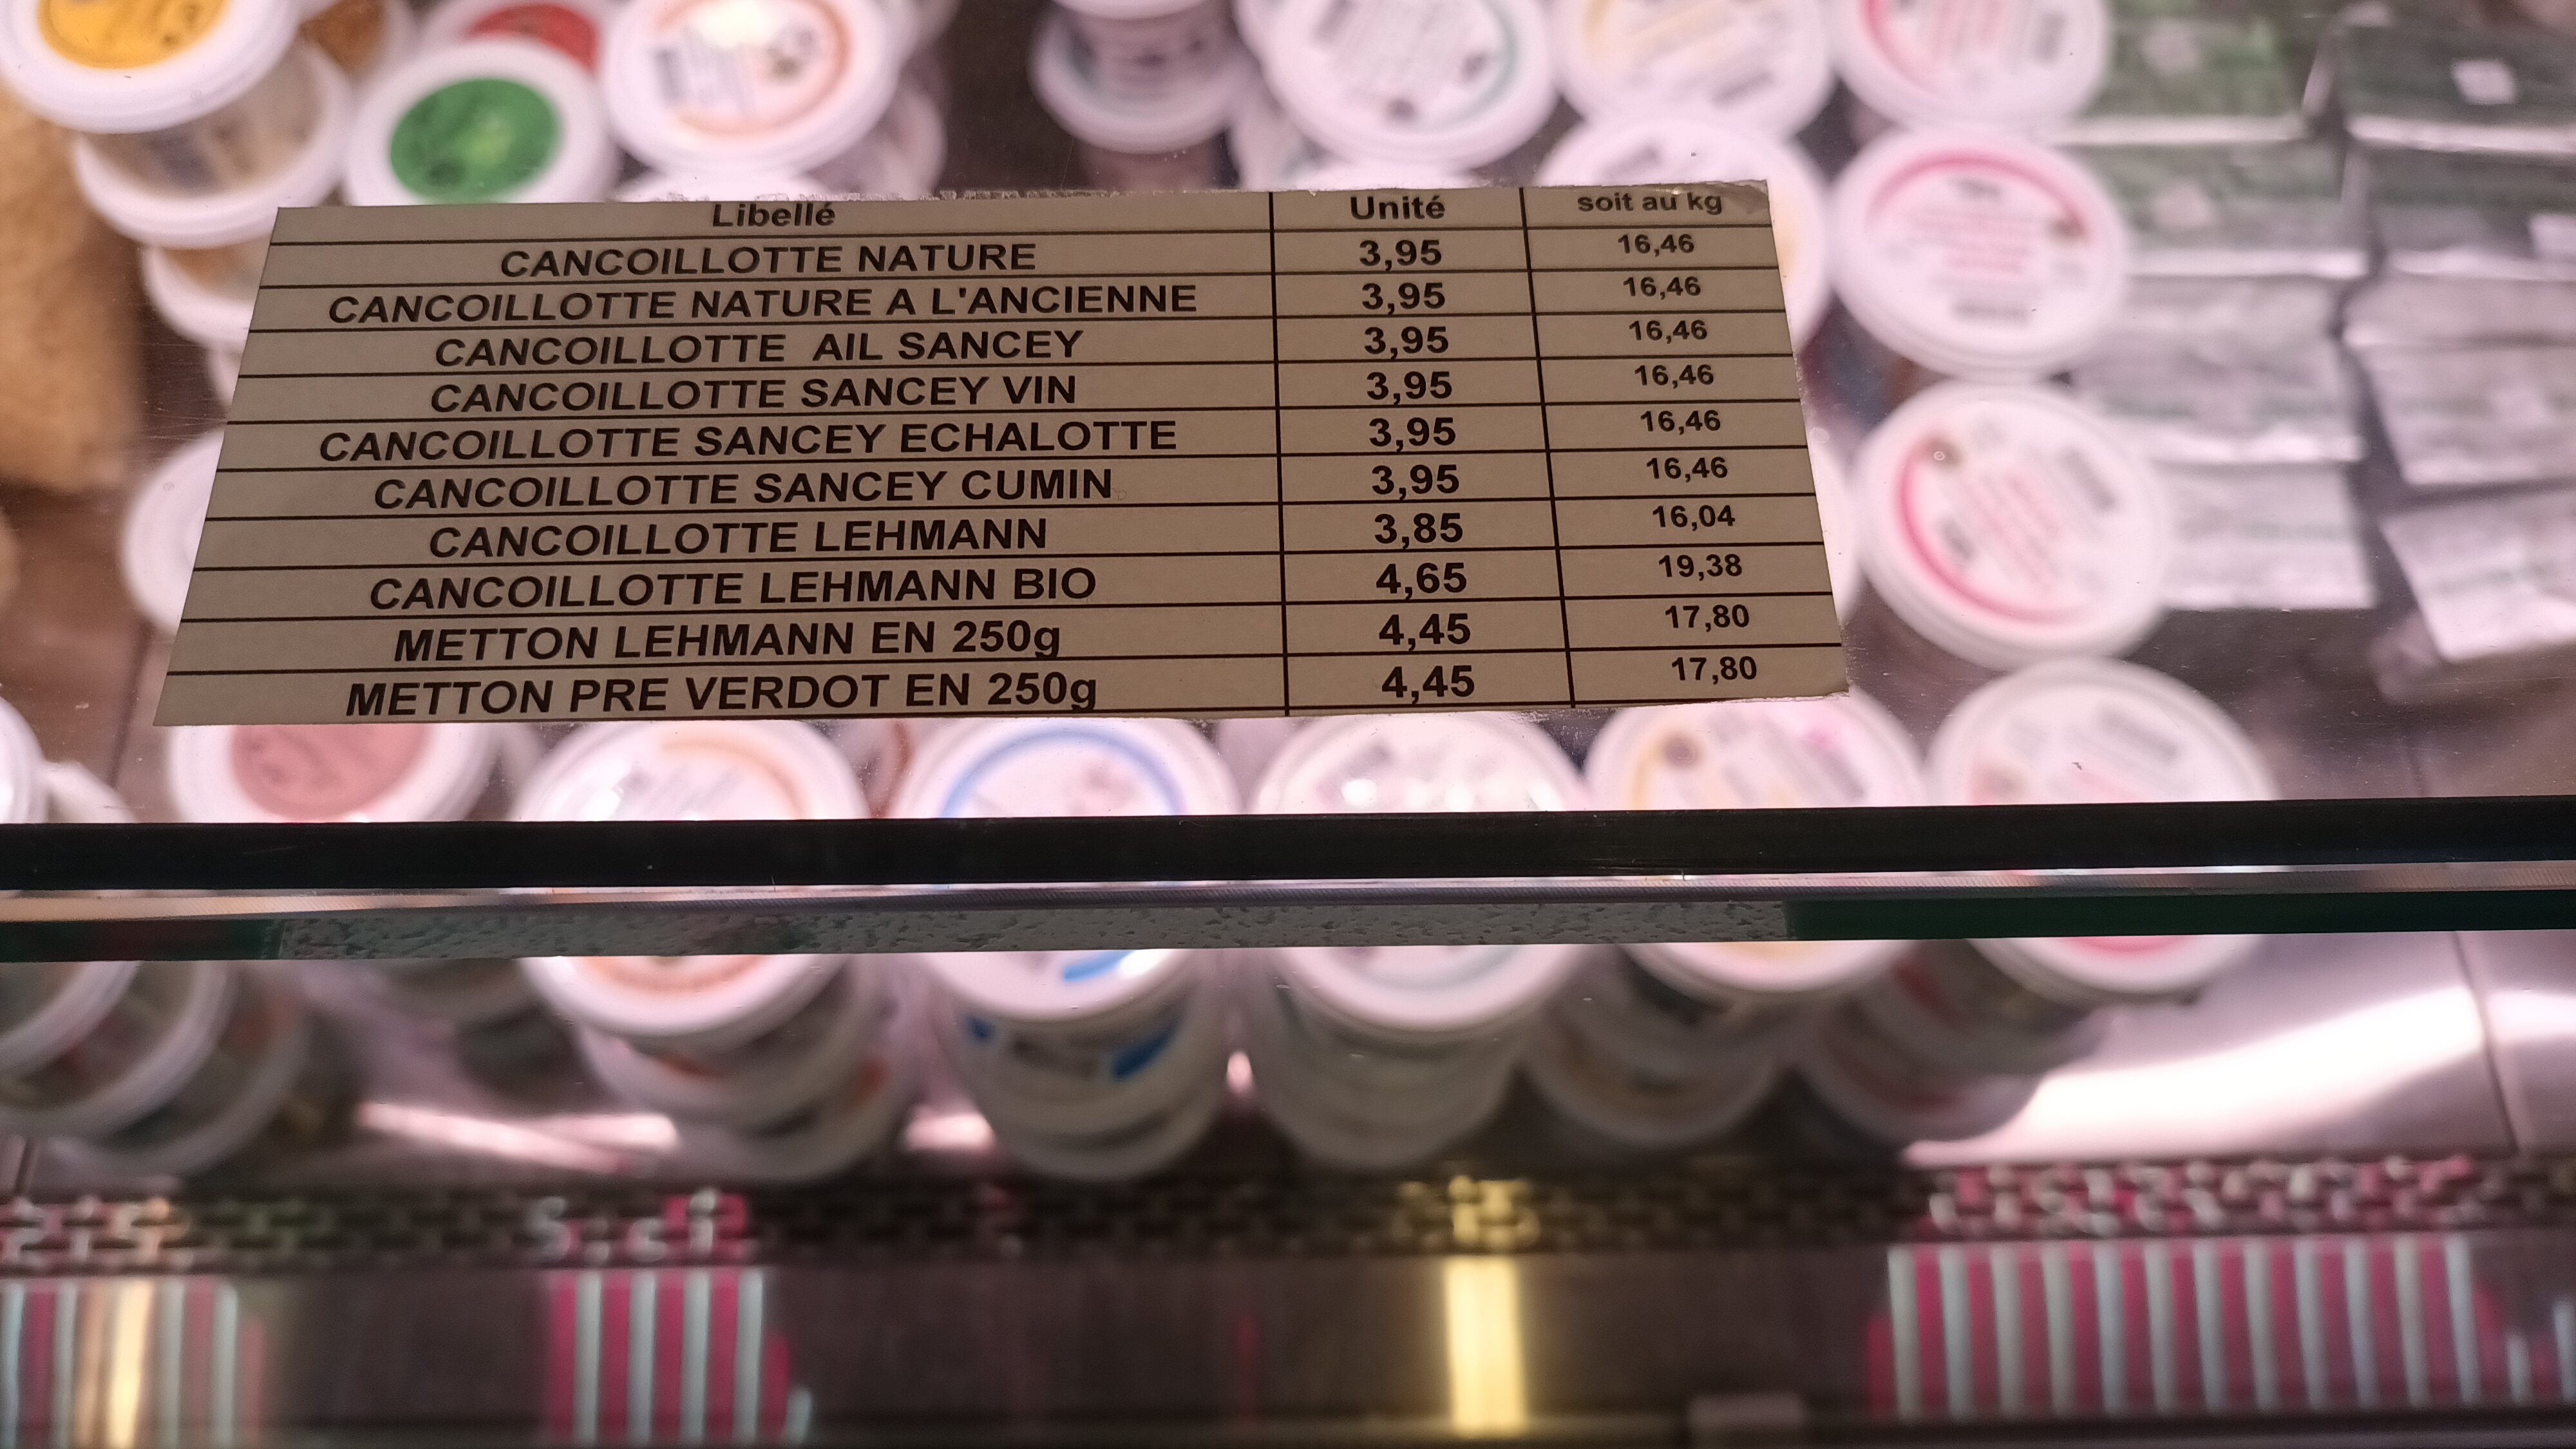 Libellé Unité soit au kg
CANCOILLOTTE NATURE 3,95 16,46
CANCOILLOTTE NATURE A L'ANCIENNE 3,95 16,46
CANCOILLOTTE AIL SANCEY 3,95 16,46
CANCOILLOTTE SANCEY VIN 3,95 16,46
CANCOILLOTTE SANCEY ECHALOTTE 3,95 16,46
CANCOILLOTTE SANCEY CUMIN 3,95 16,46
CANCOILLOTTE LEHMANN 3,85 16,04
CANCOILLOTTE LEHMANN BIO 4,65 19,38
METTON LEHMANN EN 250g 4,45 17,80
METTON PRE VERDOT EN 250g 4,45 17,80